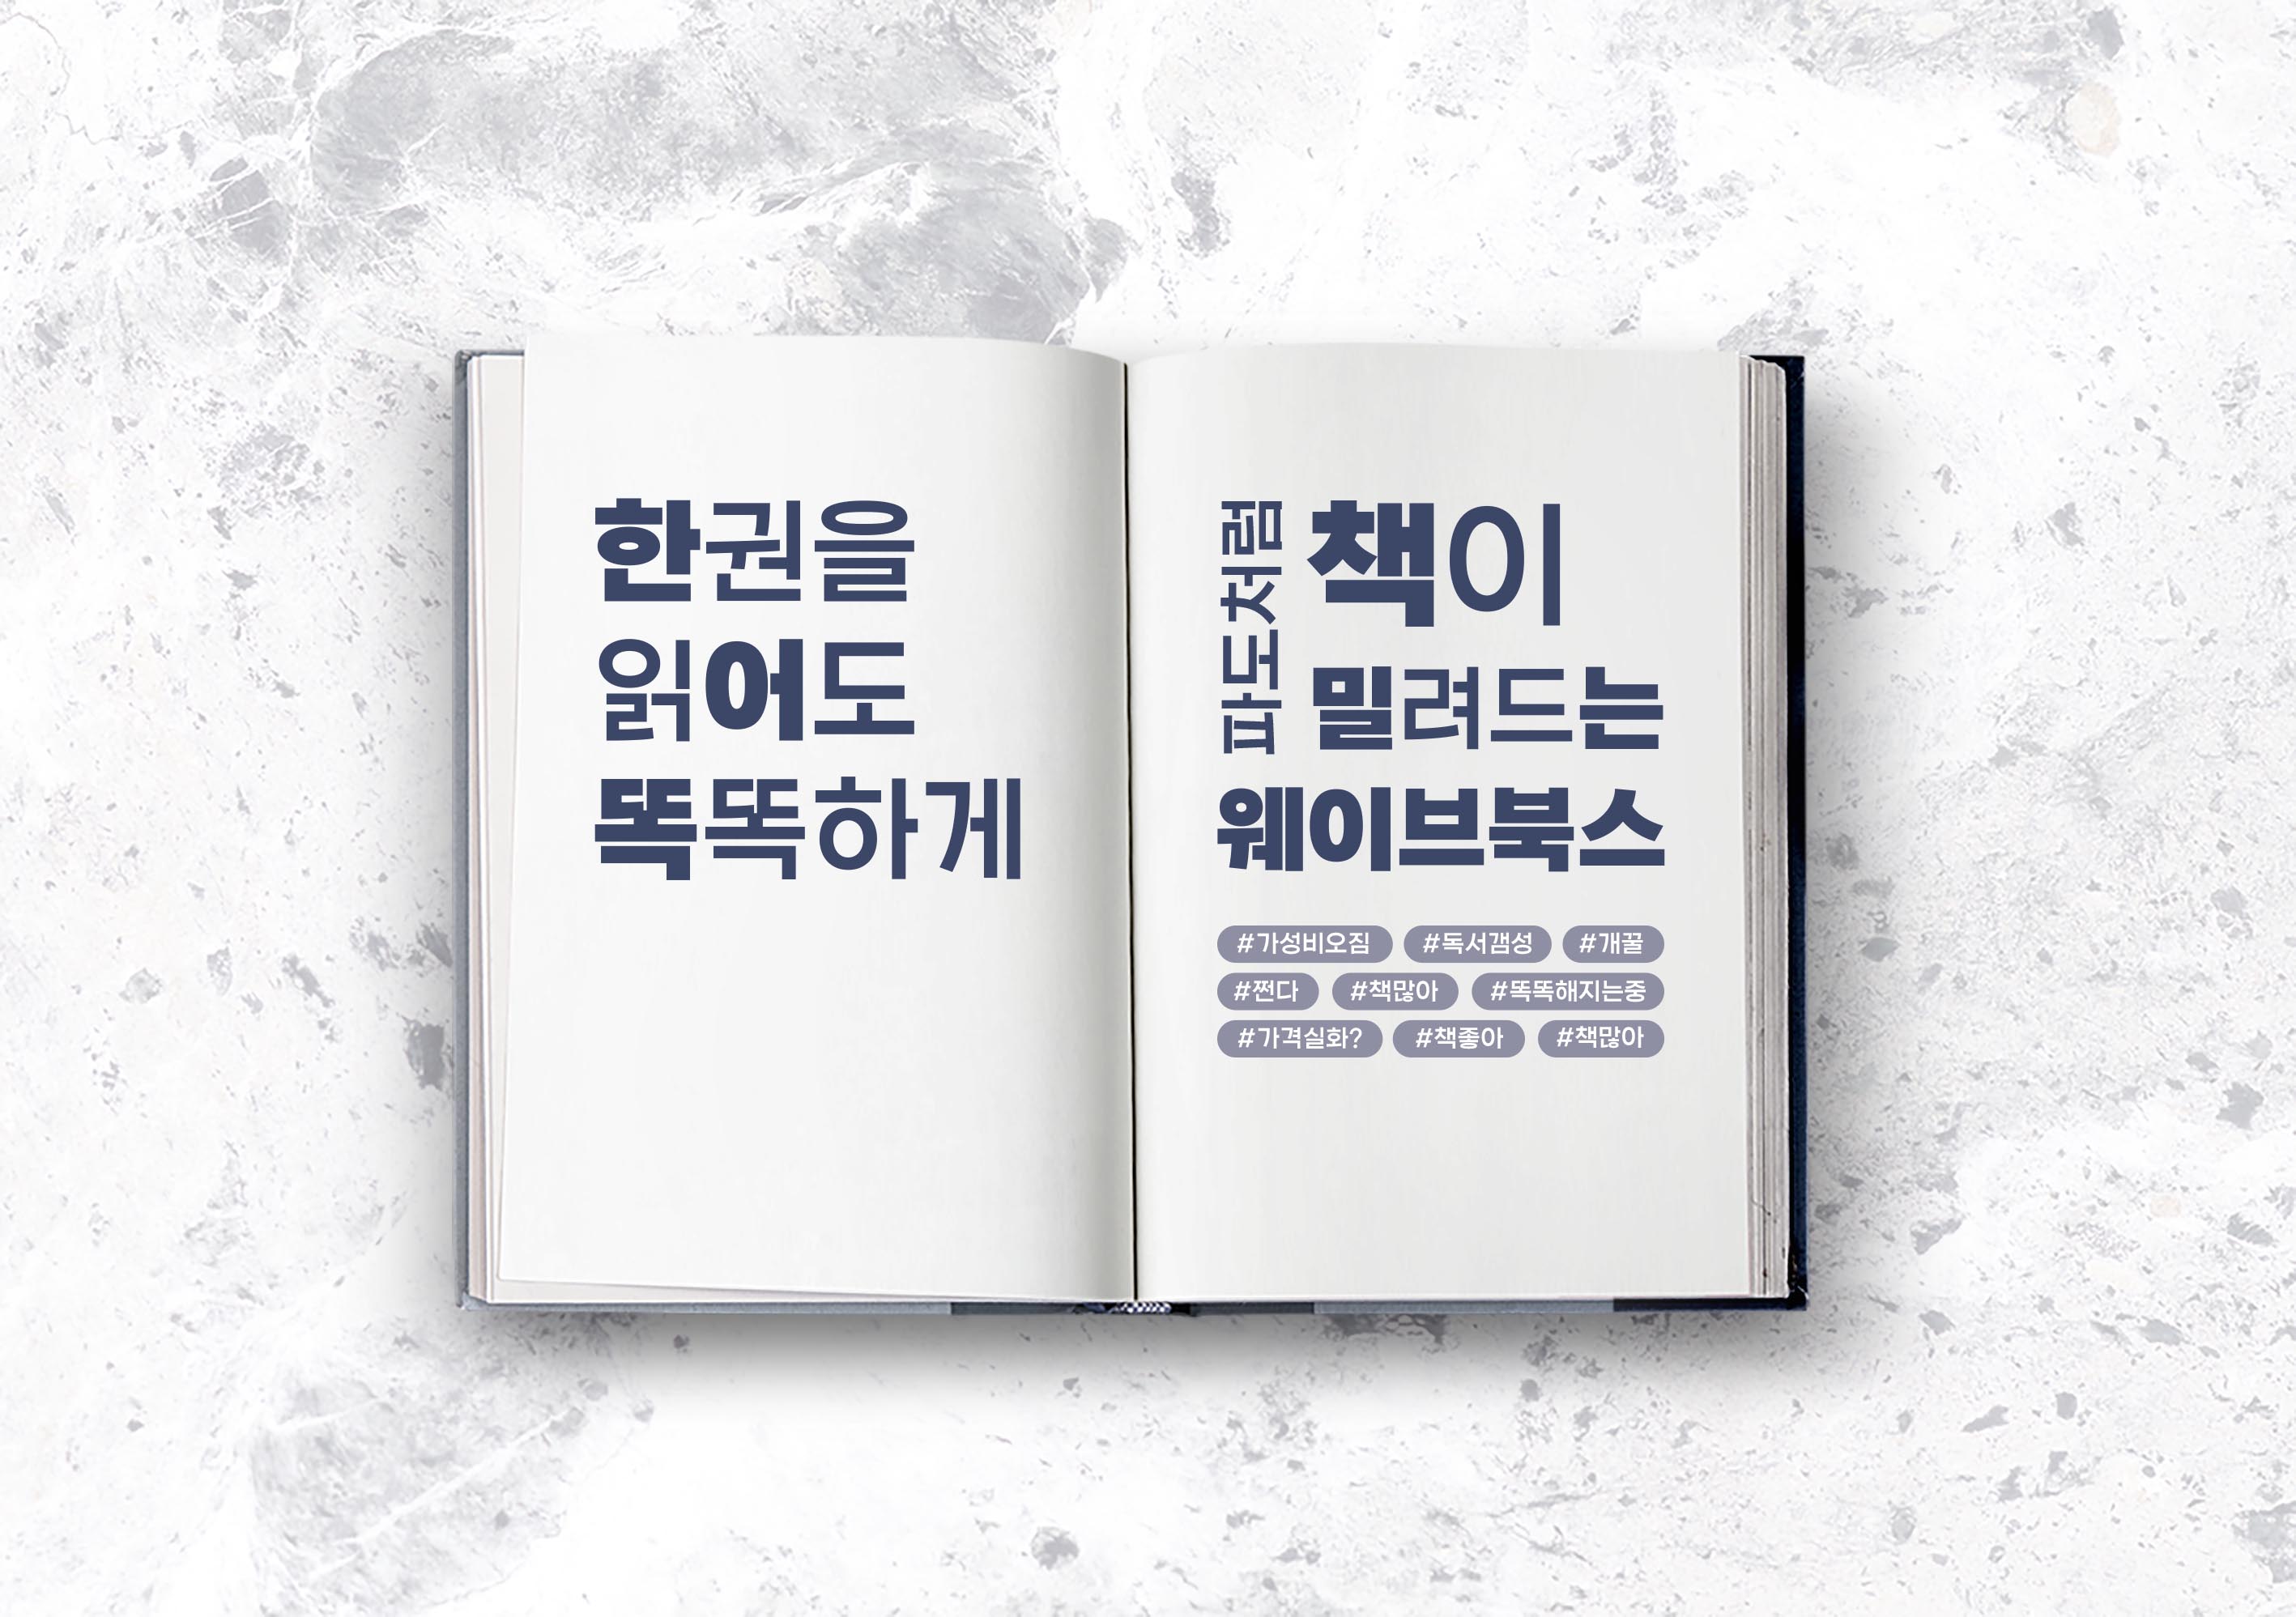 한권을
읽어도
똑똑하게
파도처럼
책이
밀려드는
웨이브북스
#가성비오짐 #독서갬성 #개꿀
#쩐다 #책많아 #똑똑해지는중
#가격실화? #책좋아 #책많아